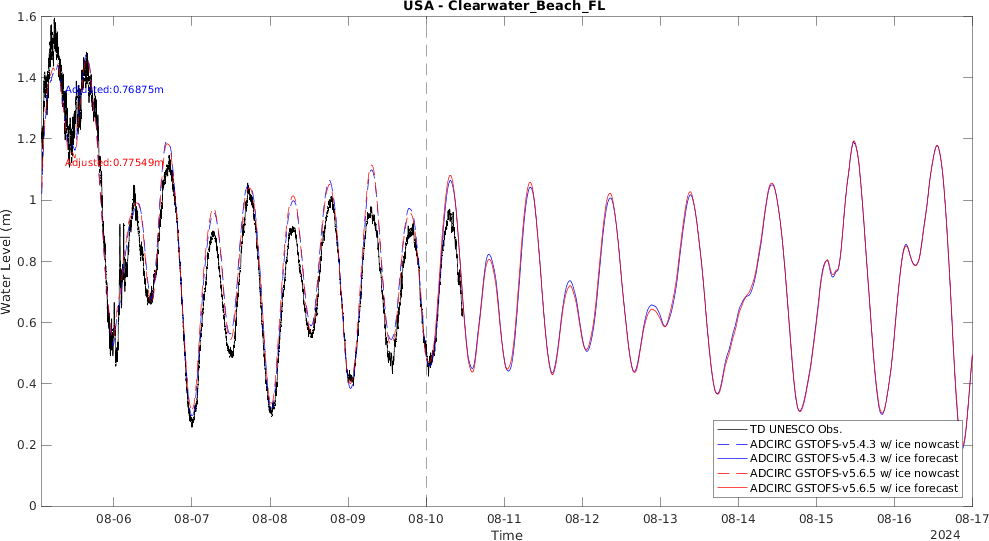 USA - Clearwater_Beach_FL
1.6
1.4
1.2
1
0.8
0.6
0.4
0.2
0
Water Level (m)
Adjusted:0.76875m
Adjusted:0.77549m
TD UNESCO Obs.
ADCIRC GSTOFS-v5.4.3 w/ ice nowcast
ADCIRC GSTOFS-v5.4.3 w/ ice forecast
ADCIRC GSTOFS-v5.6.5 w/ ice nowcast
ADCIRC GSTOFS-v5.6.5 w/ ice forecast
08-06 08-07 08-08 08-09 08-10 08-11 08-12 08-13 08-14 08-15 08-16 08-17
Time
2024